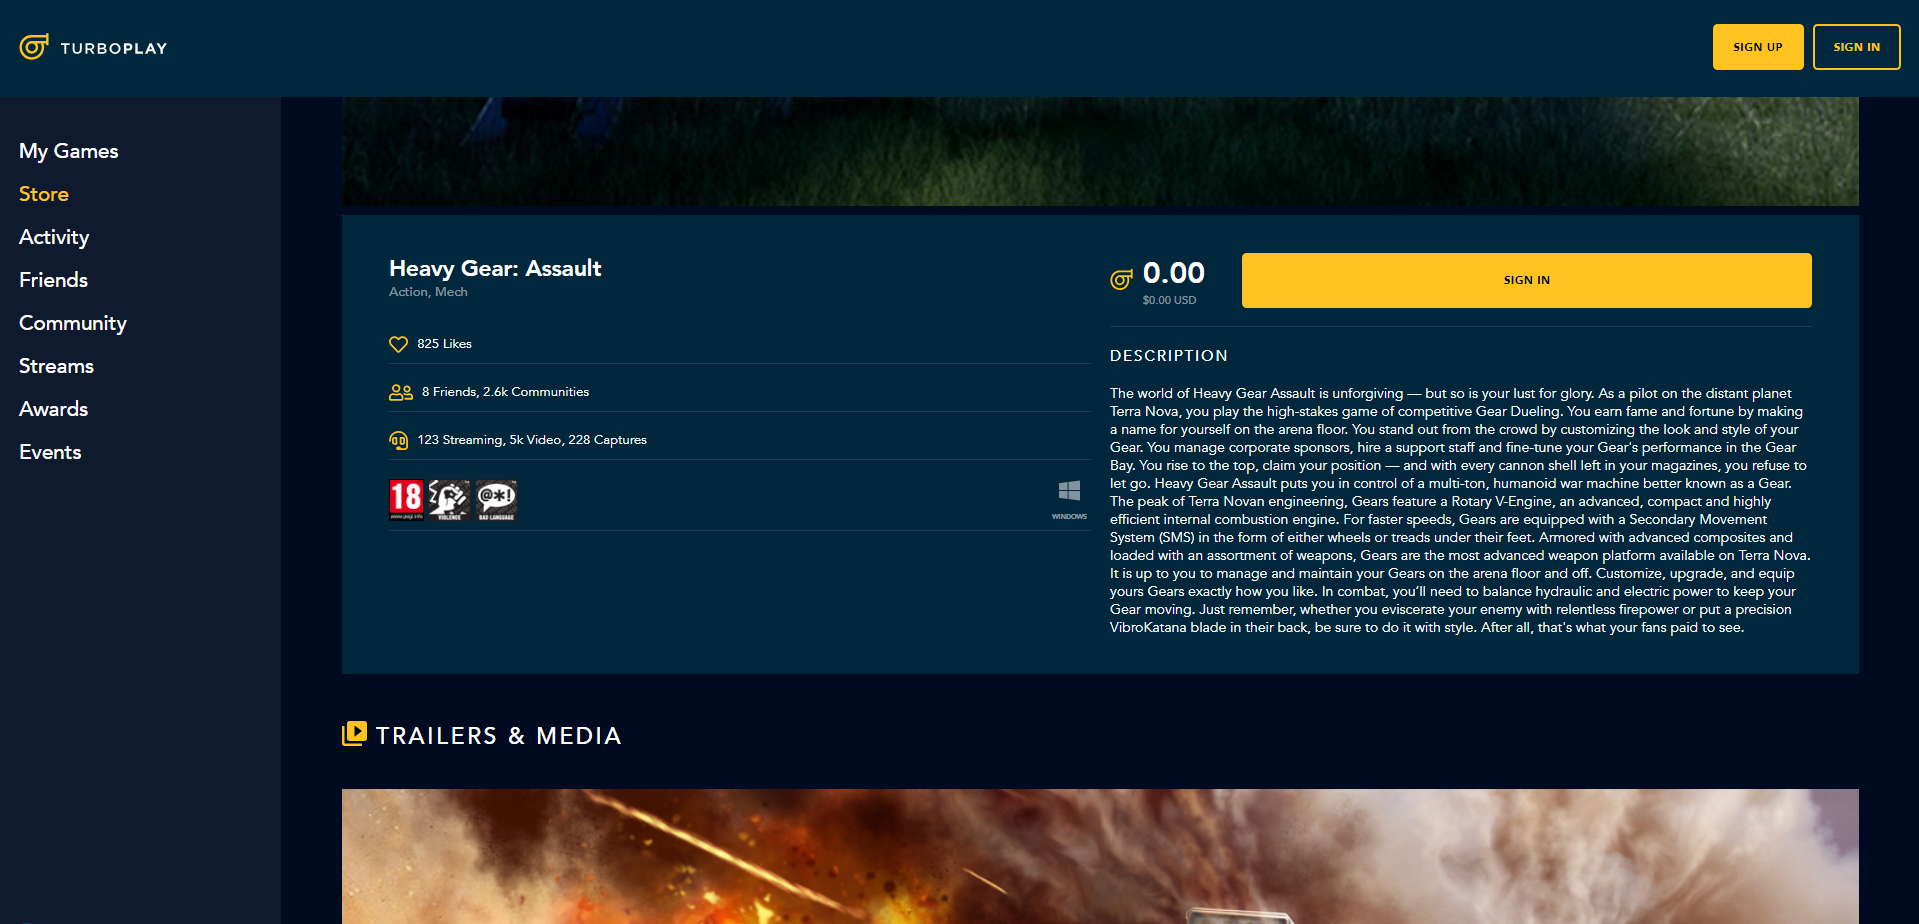 TURBOPLAY
SIGN UP
SIGN IN
My Games
Store
Activity
Friends
Community
Streams
Awards
Events
Heavy Gear: Assault
Action, Mech
825 Likes
8 Friends, 2.6k Communities
123 Streaming, 5k Video, 228 Captures
18
www.pegi.info
VIOLENCE
@*!
BAD LANGUAGE
WINDOWS
0.00
$0.00 USD
SIGN IN
DESCRIPTION
The world of Heavy Gear Assault is unforgiving — but so is your lust for glory. As a pilot on the distant planet
Terra Nova, you play the high-stakes game of competitive Gear Dueling. You earn fame and fortune by making
a name for yourself on the arena floor. You stand out from the crowd by customizing the look and style of your
Gear. You manage corporate sponsors, hire a support staff and fine-tune your Gear's performance in the Gear
Bay. You rise to the top, claim your position — and with every cannon shell left in your magazines, you refuse to
let go. Heavy Gear Assault puts you in control of a multi-ton, humanoid war machine better known as a Gear.
The peak of Terra Novan engineering, Gears feature a Rotary V-Engine, an advanced, compact and highly
efficient internal combustion engine. For faster speeds, Gears are equipped with a Secondary Movement
System (SMS) in the form of either wheels or treads under their feet. Armored with advanced composites and
loaded with an assortment of weapons, Gears are the most advanced weapon platform available on Terra Nova.
It is up to you to manage and maintain your Gears on the arena floor and off. Customize, upgrade, and equip
yours Gears exactly how you like. In combat, you’ll need to balance hydraulic and electric power to keep your
Gear moving. Just remember, whether you eviscerate your enemy with relentless firepower or put a precision
VibroKatana blade in their back, be sure to do it with style. After all, that's what your fans paid to see.
TRAILERS & MEDIA